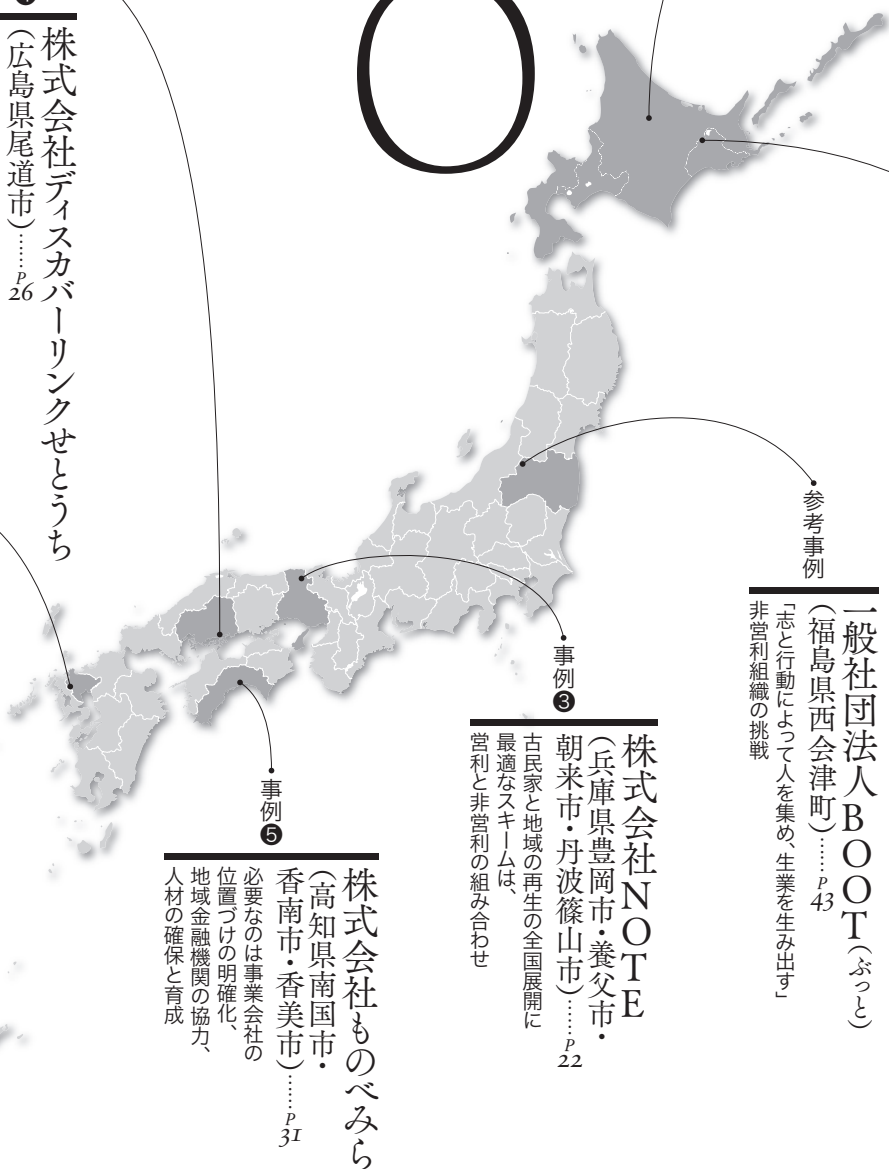 O
参考事例
一般社団法人BOOT(ぶっと)
(福島県西会津町)……P43
「志と行動によって人を集め、生業を生み出す」
非営利組織の挑戦
事例❸
株式会社NOTE
(兵庫県豊岡市・養父市・
朝来市・丹波篠山市)……P22
古民家と地域の再生の全国展開に
最適なスキームは、
営利と非営利の組み合わせ
事例❺
株式会社ものべみらい
(高知県南国市・
香南市・香美市)……P31
必要なのは事業会社の
位置づけの明確化、
地域金融機関の協力、
人材の確保と育成
株式会社ディスカバーリンクせとうち
(広島県尾道市)……P26